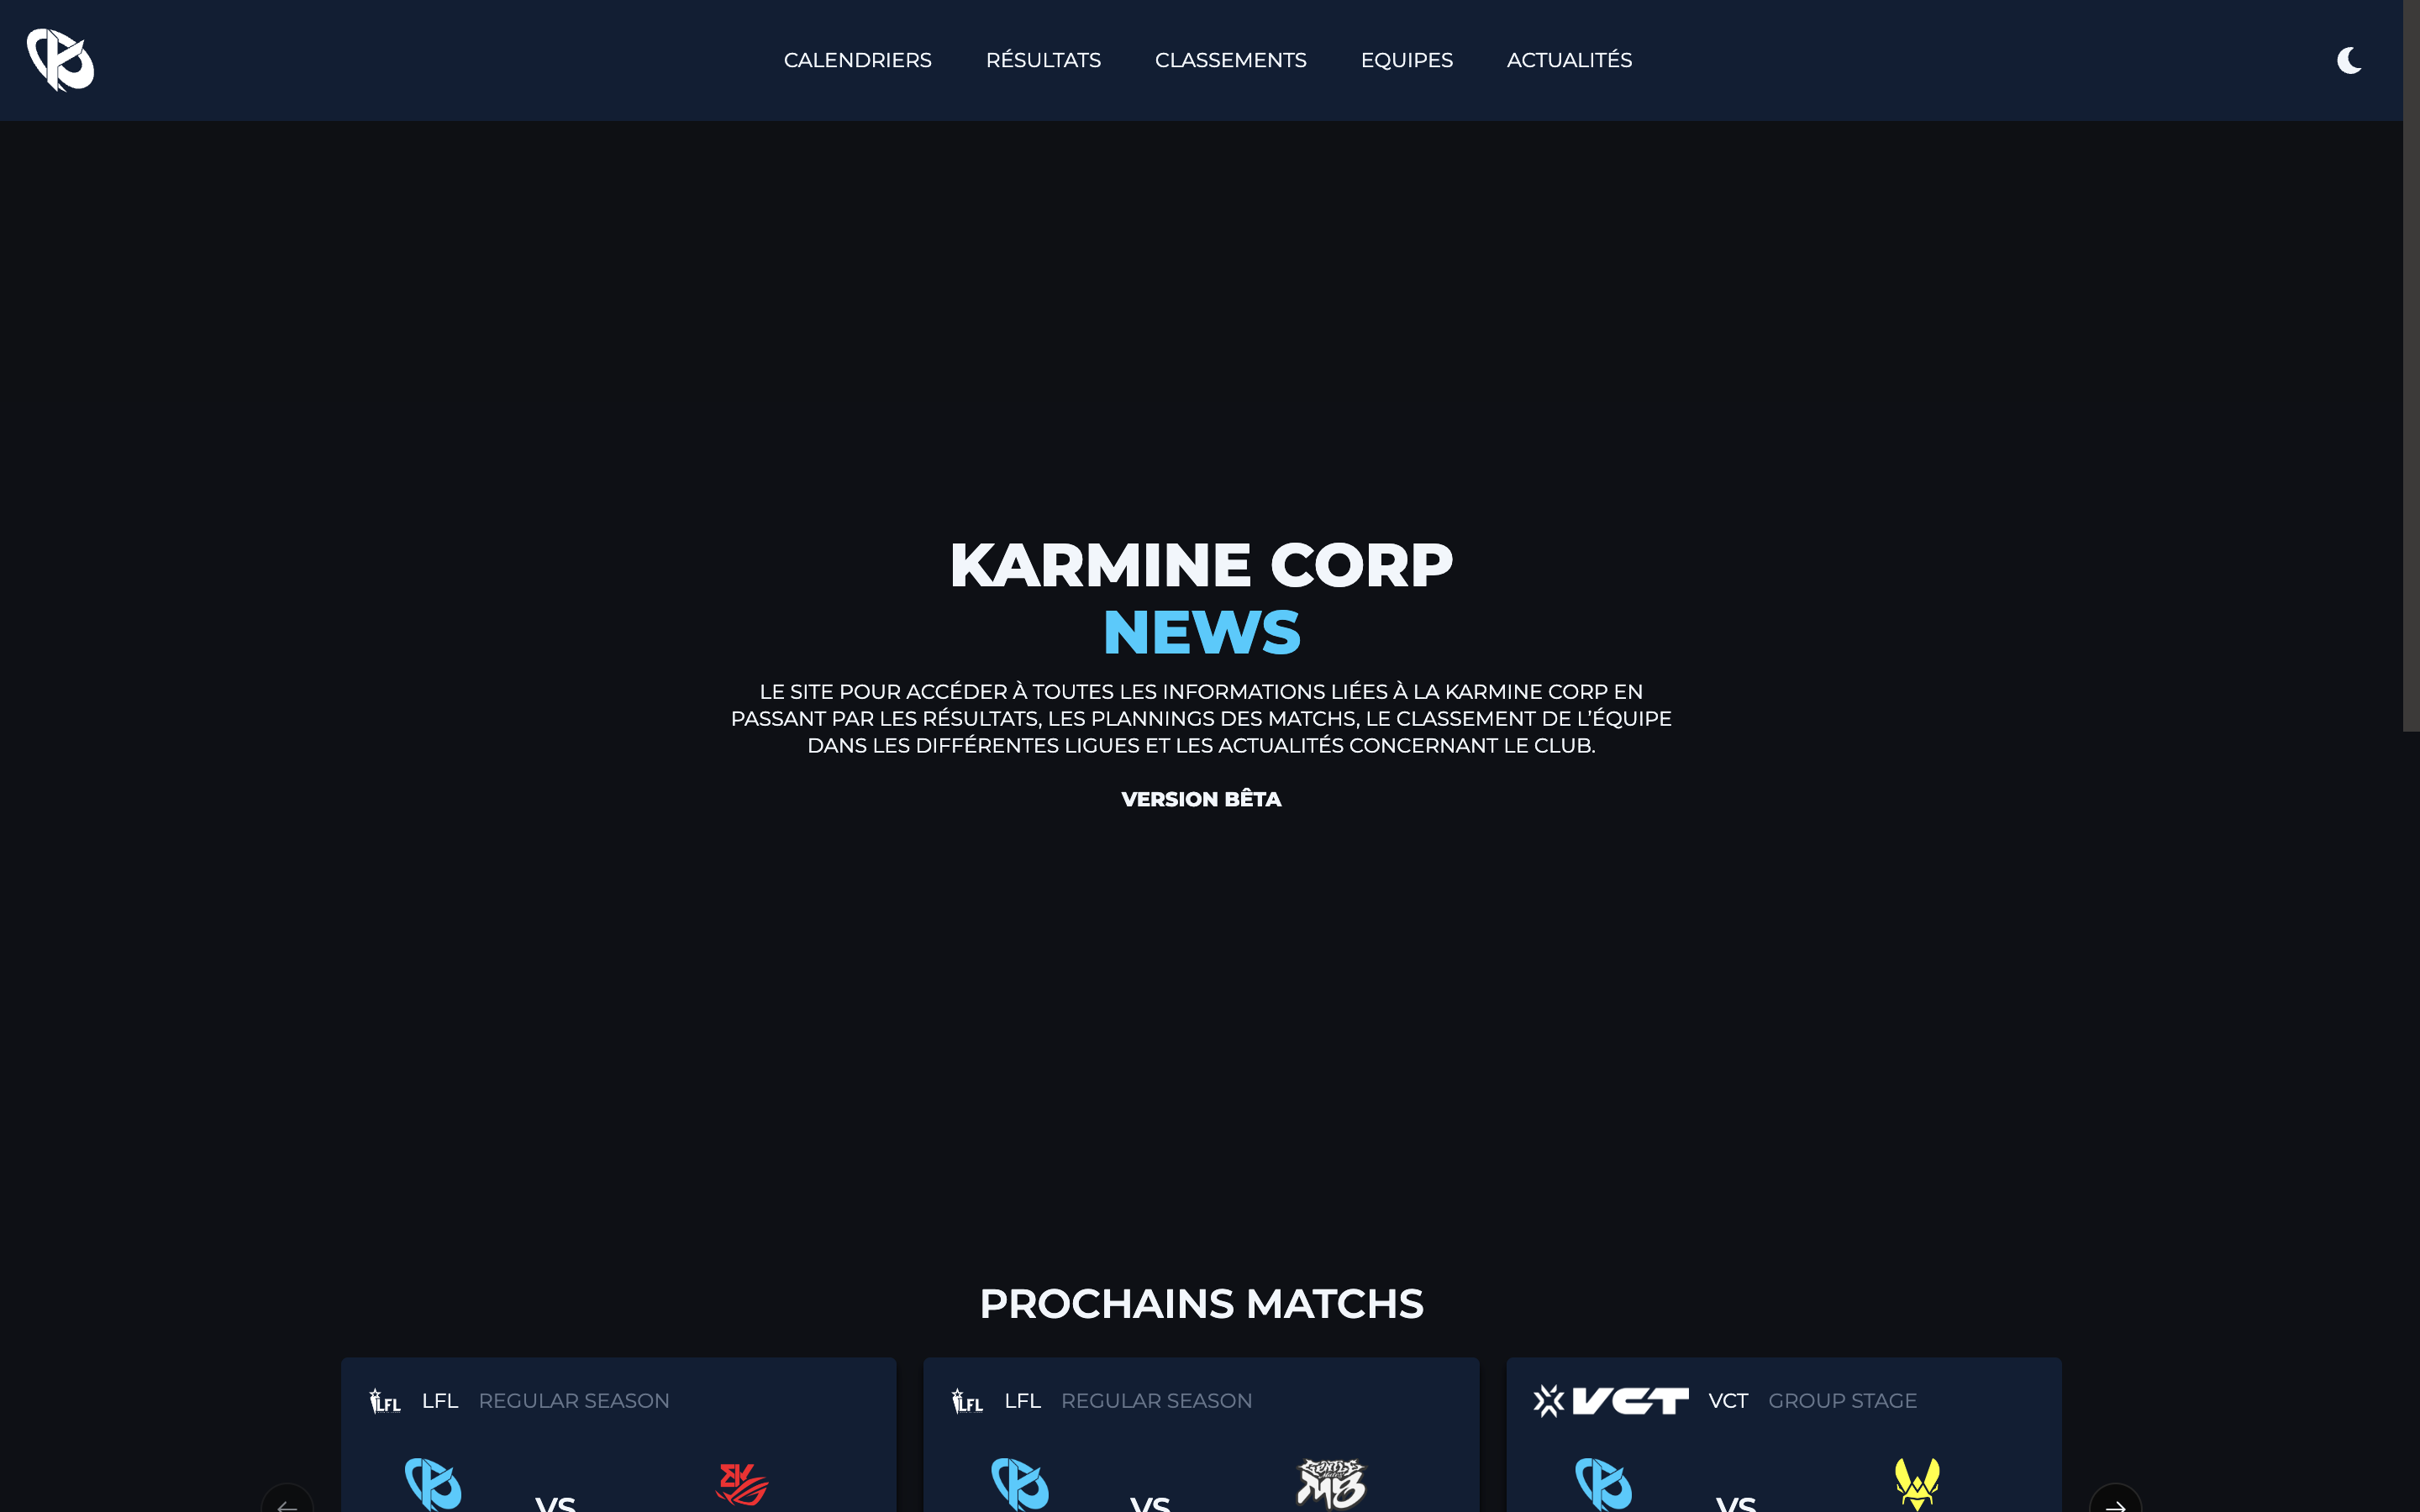 CALENDRIERS RÉSULTATS CLASSEMENTS EQUIPES ACTUALITÉS
KARMINE CORP
NEWS
LE SITE POUR ACCÉDER À TOUTES LES INFORMATIONS LIÉES À LA KARMINE CORP EN
PASSANT PAR LES RÉSULTATS, LES PLANNINGS DES MATCHS, LE CLASSEMENT DE L’ÉQUIPE
DANS LES DIFFÉRENTES LIGUES ET LES ACTUALITÉS CONCERNANT LE CLUB.
VERSION BÊTA
PROCHAINS MATCHS
LFL LFL REGULAR SEASON
VS
LFL LFL REGULAR SEASON
GENTLE
Mates
M8
VS
VCT VCT GROUP STAGE
VS